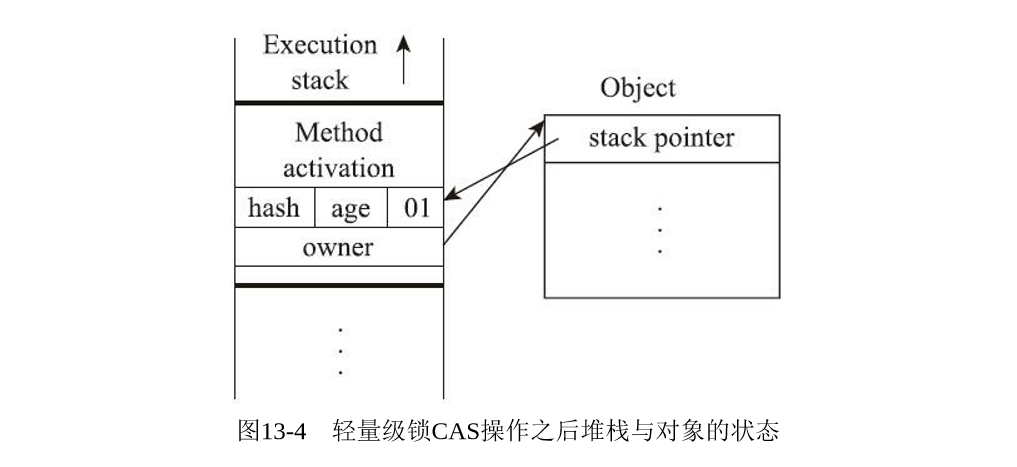 Execution
stack
Method
activation
hash age 01
owner
Object
stack pointer
图13-4 轻量级锁CAS操作之后堆栈与对象的状态